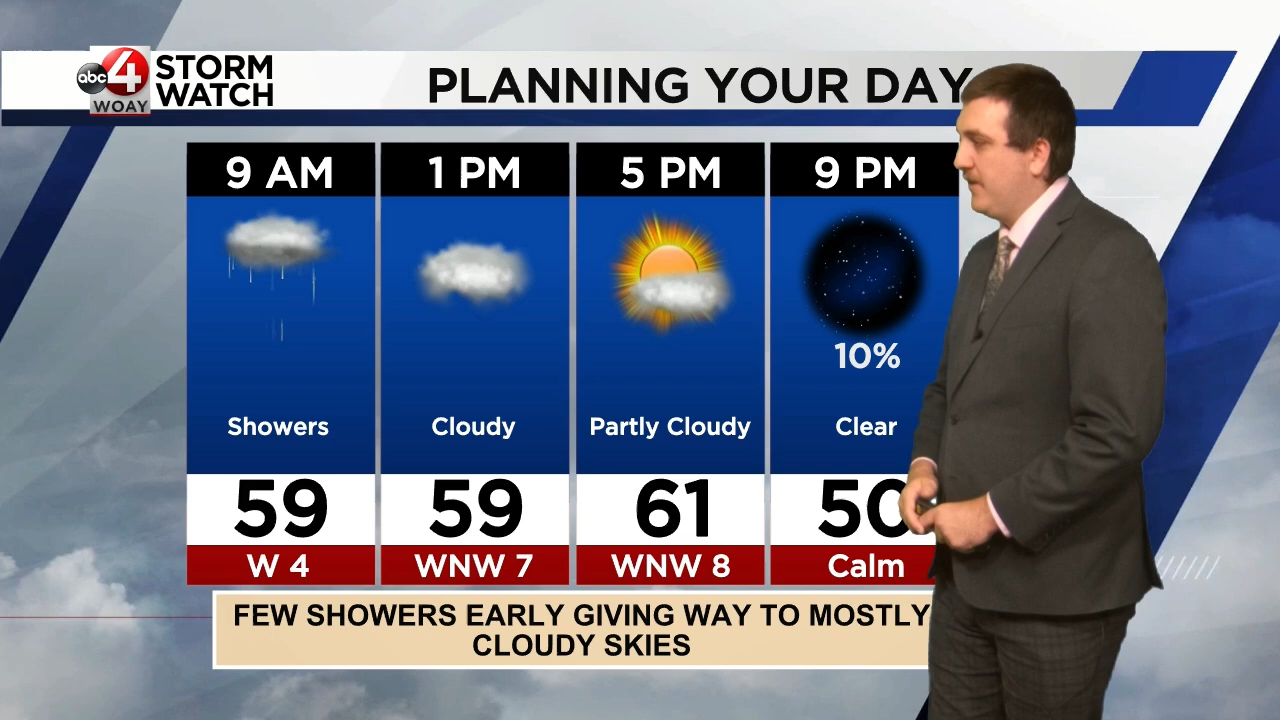 abc 4
WOAY
STORM
WATCH
PLANNING YOUR DAY
9 AM
1 PM
5 PM
9 PM
10%
Showers
Cloudy
Partly Cloudy
Clear
59
59
61
50
W 4
WNW 7
WNW 8
Calm
FEW SHOWERS EARLY GIVING WAY TO MOSTLY
CLOUDY SKIES